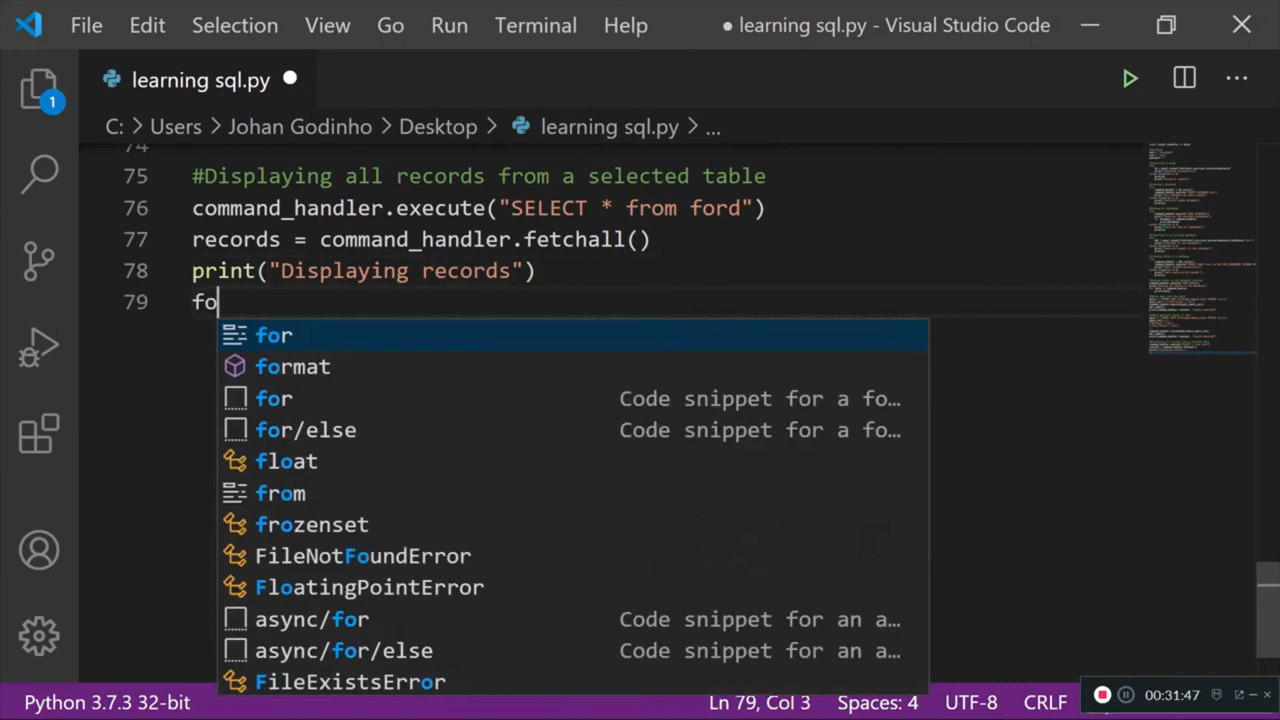 File Edit Selection View Go Run Terminal Help ● learning sql.py - Visual Studio Code
learning sql.py ●
C: > Users > Johan Godinho > Desktop > learning sql.py > ...
1
74
75 #Displaying all records from a selected table
76 command_handler.execute("SELECT * from ford")
77 records = command_handler.fetchall()
78 print("Displaying records")
79 fo
for
format
for Code snippet for a fo…
for/else Code snippet for a fo…
float
from
frozenset
FileNotFoundError
FloatingPointError
async/for Code snippet for an a…
async/for/else Code snippet for an a…
FileExistsError
Python 3.7.3 32-bit Ln 79, Col 3 Spaces: 4 UTF-8 CRLF 00:31:47